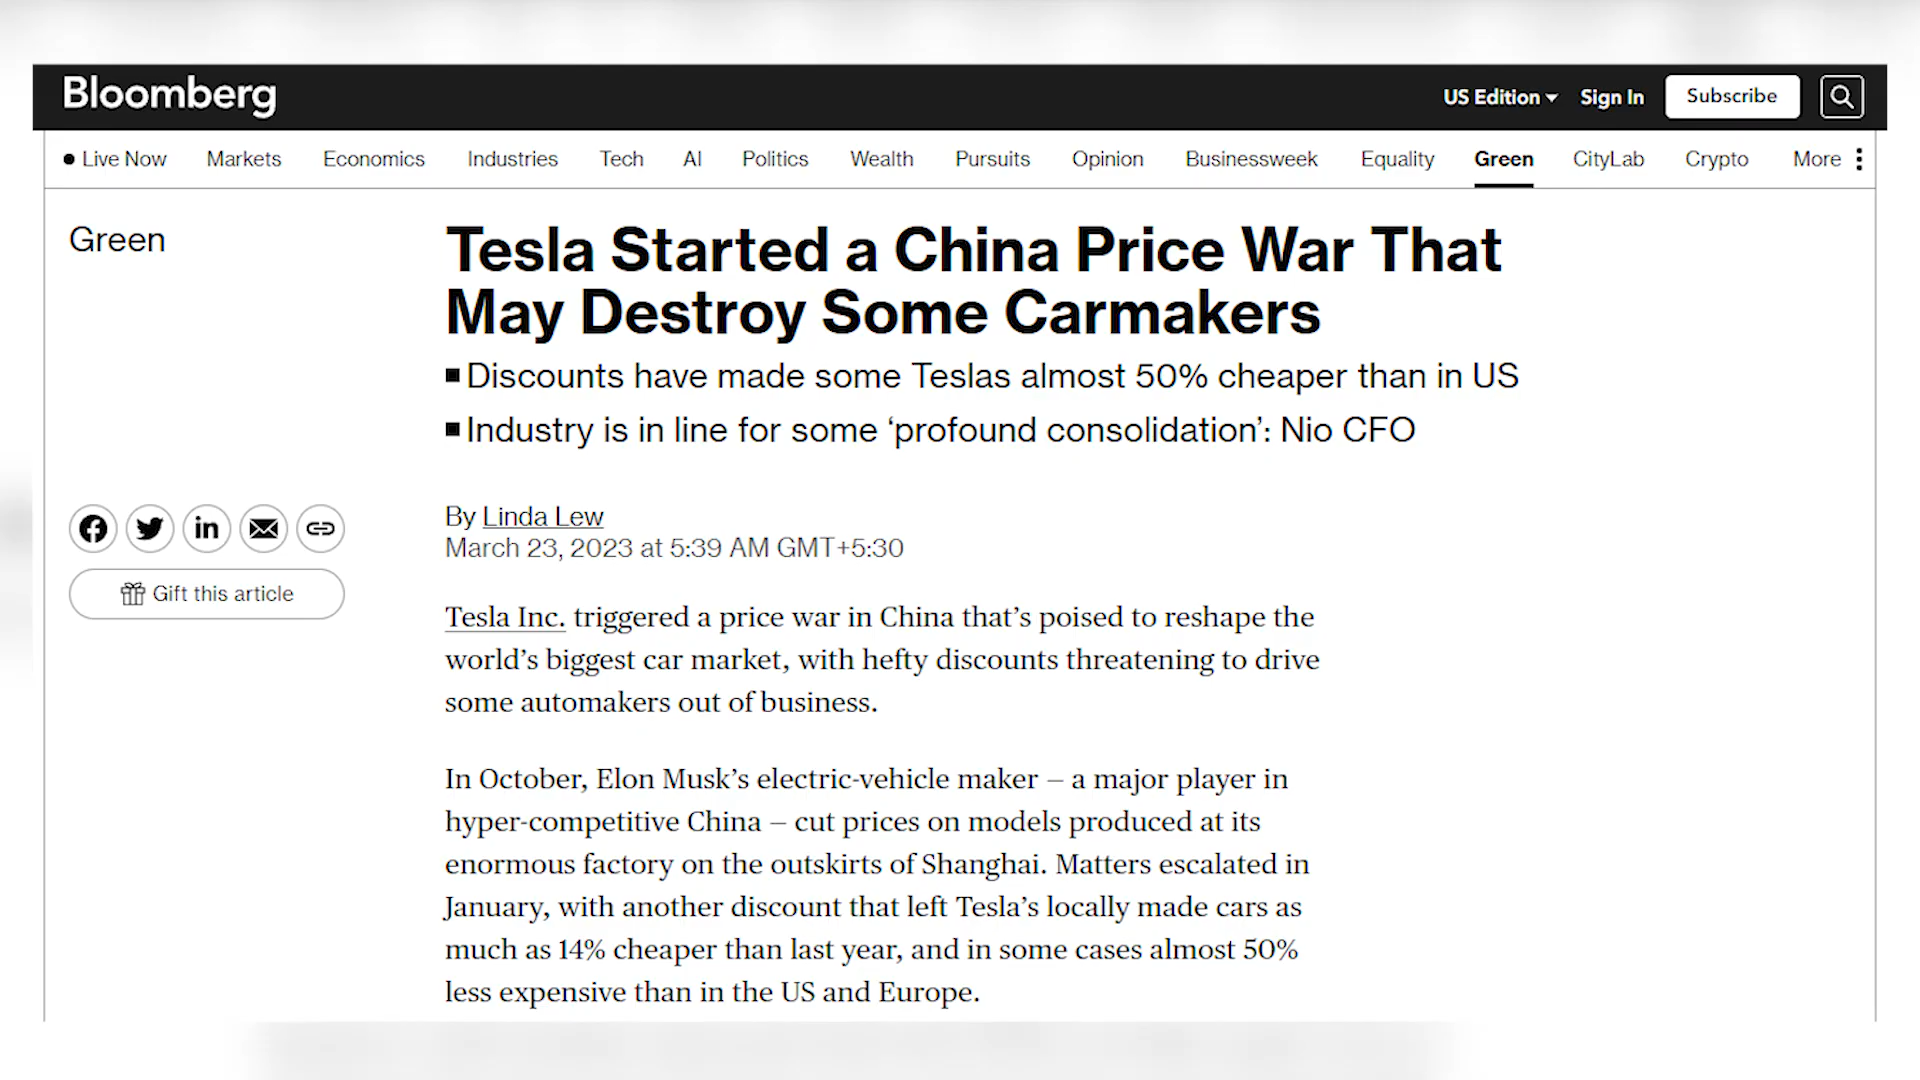 Bloomberg
US Edition Sign In Subscribe
Live Now Markets Economics Industries Tech AI Politics Wealth Pursuits Opinion Businessweek Equality Green CityLab Crypto More
Green
Tesla Started a China Price War That
May Destroy Some Carmakers
Discounts have made some Teslas almost 50% cheaper than in US
Industry is in line for some ‘profound consolidation’: Nio CFO
By Linda Lew
March 23, 2023 at 5:39 AM GMT+5:30
Gift this article
Tesla Inc. triggered a price war in China that’s poised to reshape the
world’s biggest car market, with hefty discounts threatening to drive
some automakers out of business.
In October, Elon Musk’s electric-vehicle maker – a major player in
hyper-competitive China – cut prices on models produced at its
enormous factory on the outskirts of Shanghai. Matters escalated in
January, with another discount that left Tesla’s locally made cars as
much as 14% cheaper than last year, and in some cases almost 50%
less expensive than in the US and Europe.